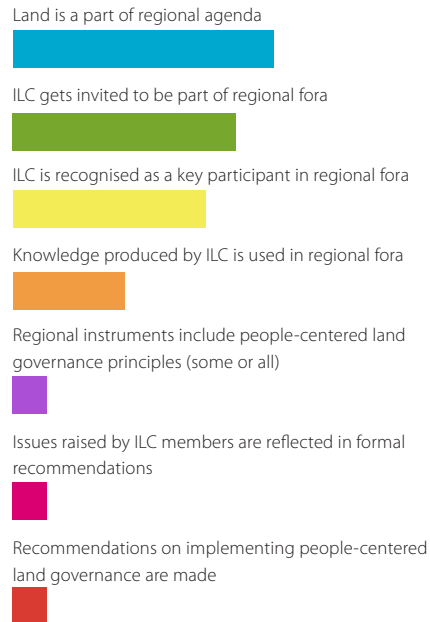 Land is a part of regional agenda
ILC gets invited to be part of regional fora
ILC is recognised as a key participant in regional fora
Knowledge produced by ILC is used in regional fora
Regional instruments include people-centered land
governance principles (some or all)
Issues raised by ILC members are reflected in formal
recommendations
Recommendations on implementing people-centered
land governance are made